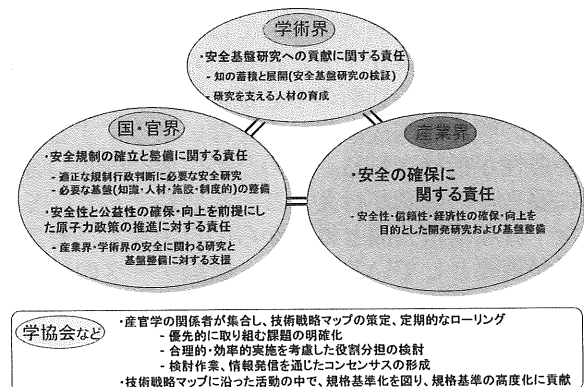 学術界
・安全基盤研究への貢献に関する責任
- 知の蓄積と展開(安全基盤研究の検証)
- 研究を支える人材の育成
国・官界
・安全規制の確立と整備に関する責任
- 適正な規制行政判断に必要な安全研究
- 必要な基盤(知識・人材・施設・制度的)の整備
・安全性と公益性の確保・向上を前提にし
た原子力政策の推進に対する責任
- 産業界・学術界の安全に関わる研究と
基盤整備に対する支援
産業界
・安全の確保に
関する責任
- 安全性・信頼性・経済性の確保・向上を
目的とした開発研究および基盤整備
学協会など
・産官学の関係者が集合し、技術戦略マップの策定、定期的なローリング
- 優先的に取り組む課題の明確化
- 合理的・効率的実施を考慮した役割分担の検討
- 検討作業、情報発信を通じたコンセンサスの形成
・技術戦略マップに沿った活動の中で、規格基準化を図り、規格基準の高度化に貢献